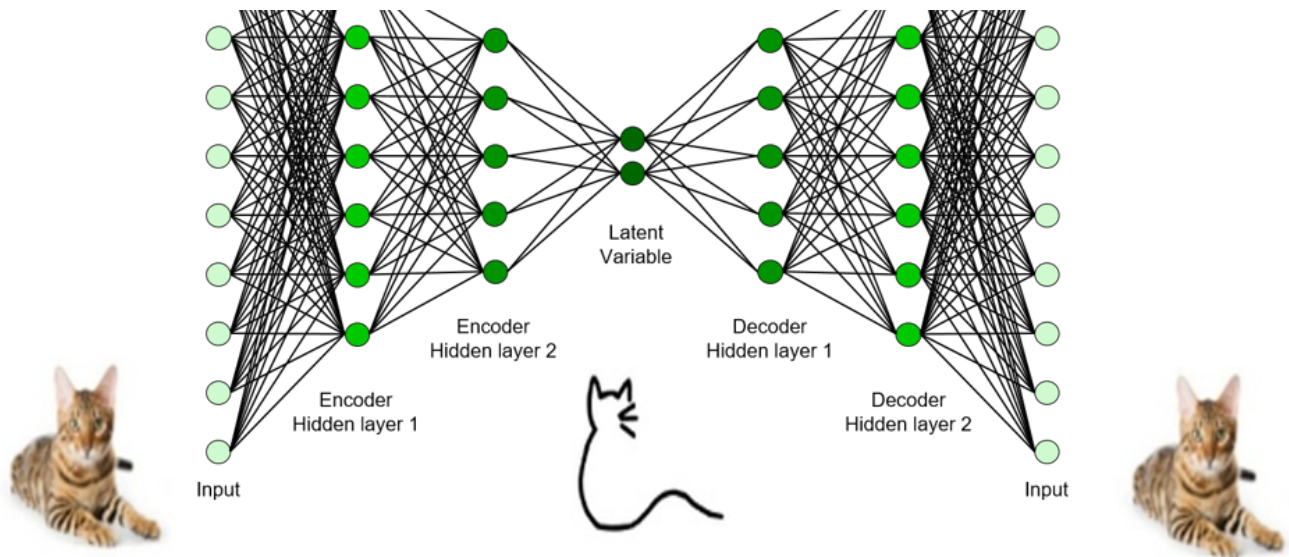 Latent
Variable
Encoder
Hidden layer 2
Decoder
Hidden layer 1
Encoder
Hidden layer 1
Decoder
Hidden layer 2
Input
Input